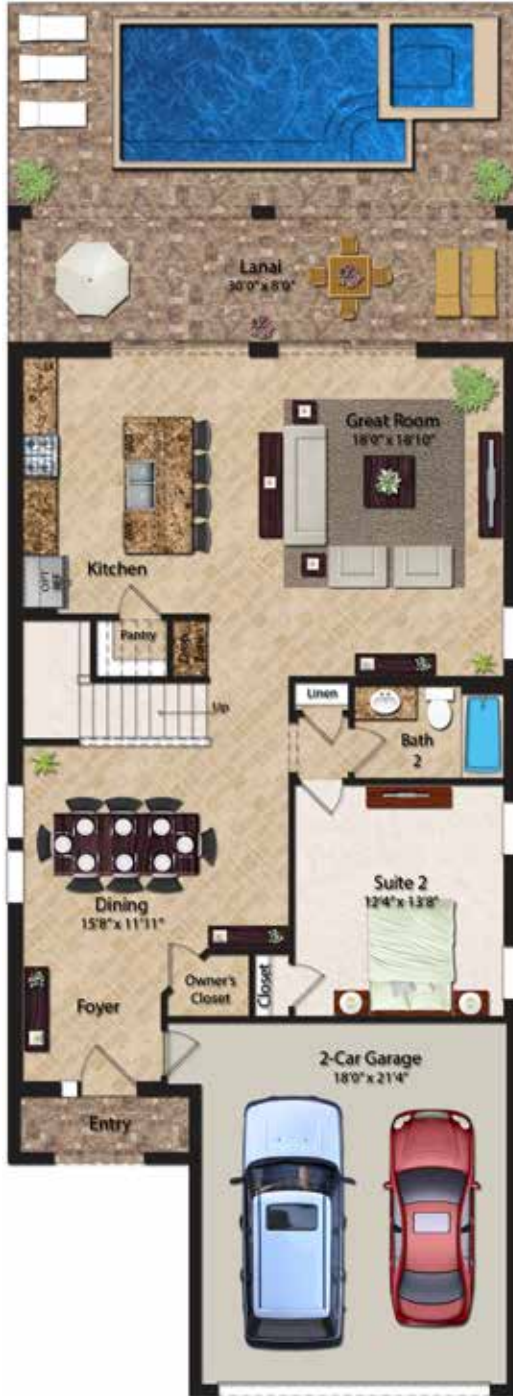 Lanai
30'0" x 8'0"
Great Room
18'0" x 18'10"
Kitchen
OPT
REF
Pantry
Up
Linen
Bath
2
Dining
15'8" x 11'11"
Suite 2
12'4" x 13'8"
Owner's
Closet
Closet
Foyer
2-Car Garage
18'0" x 21'4"
Entry